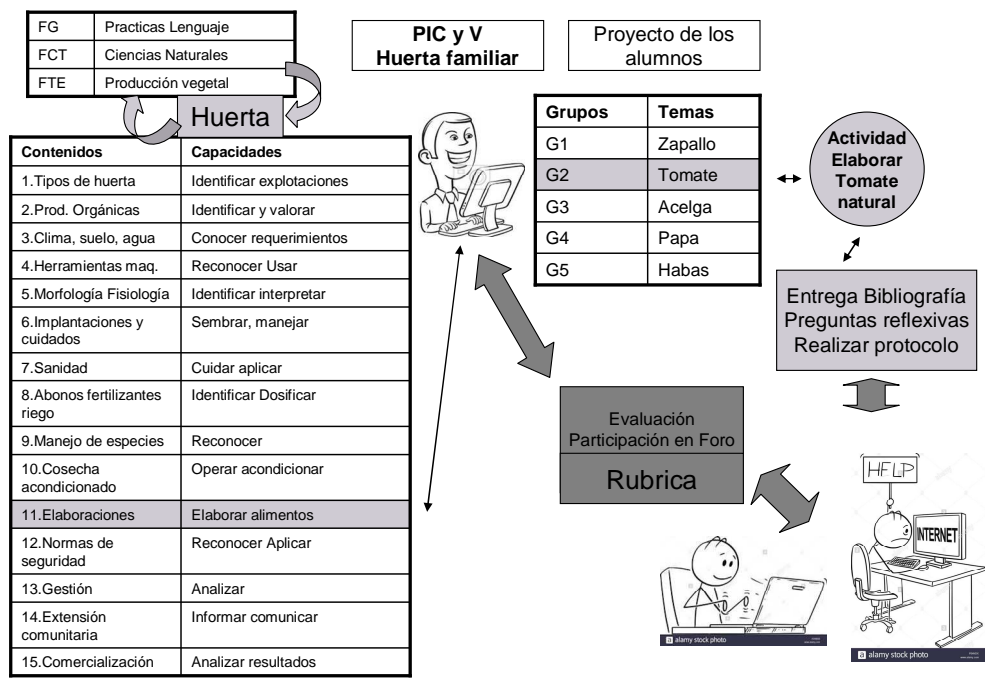 FG Practicas Lenguaje
FCT Ciencias Naturales
FTE Producción vegetal
Huerta
PIC y V
Huerta familiar
Proyecto de los
alumnos
Contenidos Capacidades
1.Tipos de huerta Identificar explotaciones
2.Prod. Orgánicas Identificar y valorar
3.Clima, suelo, agua Conocer requerimientos
4.Herramientas maq. Reconocer Usar
5.Morfología Fisiología Identificar interpretar
6.Implantaciones y Sembrar, manejar
cuidados
7.Sanidad Cuidar aplicar
8.Abonos fertilizantes Identificar Dosificar
riego
9.Manejo de especies Reconocer
10.Cosecha Operar acondicionar
acondicionado
11.Elaboraciones Elaborar alimentos
12.Normas de Reconocer Aplicar
seguridad
13.Gestión Analizar
14.Extensión Informar comunicar
comunitaria
15.Comercialización Analizar resultados
Grupos Temas
G1 Zapallo
G2 Tomate
G3 Acelga
G4 Papa
G5 Habas
Actividad
Elaborar
Tomate
natural
Entrega Bibliografía
Preguntas reflexivas
Realizar protocolo
Evaluación
Participación en Foro
Rubrica
HELP
INTERNET
a alamy stock photo
a alamy stock photo